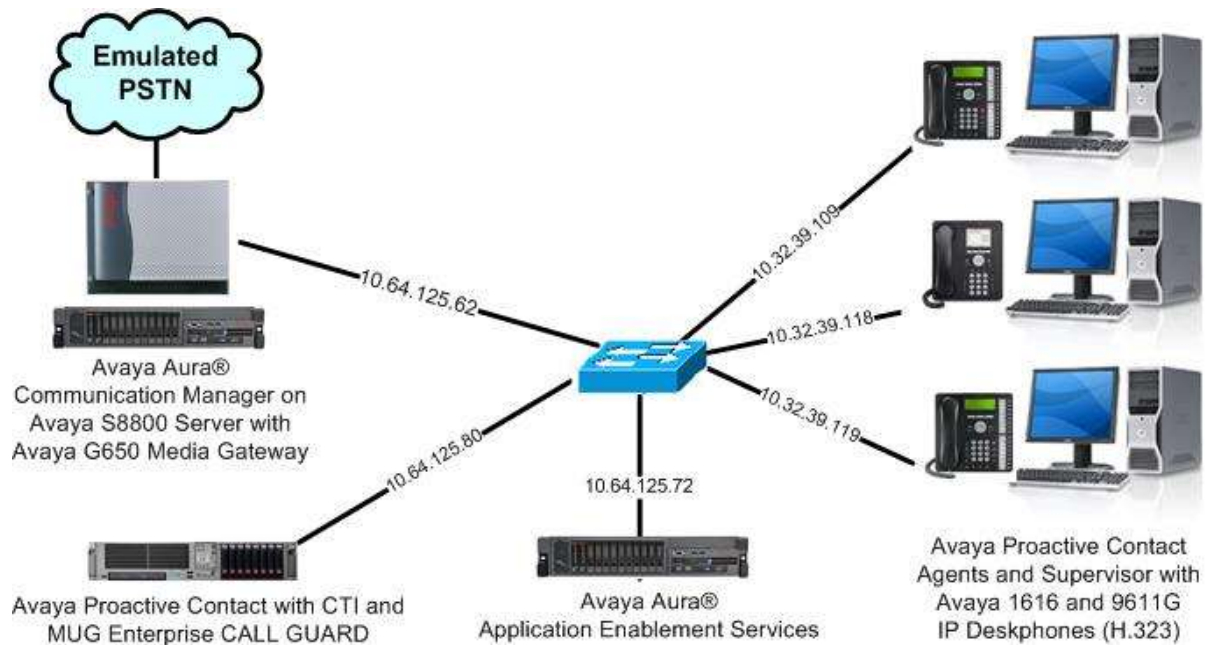 Emulated
PSTN
10.64.125.62
10.32.39.109
10.32.39.118
10.32.39.119
Avaya Aura®
Communication Manager on
Avaya S8800 Server with
Avaya G650 Media Gateway
10.64.125.80
10.64.125.72
Avaya Proactive Contact with CTI and
MUG Enterprise CALL GUARD
Avaya Aura®
Application Enablement Services
Avaya Proactive Contact
Agents and Supervisor with
Avaya 1616 and 9611G
IP Deskphones (H.323)